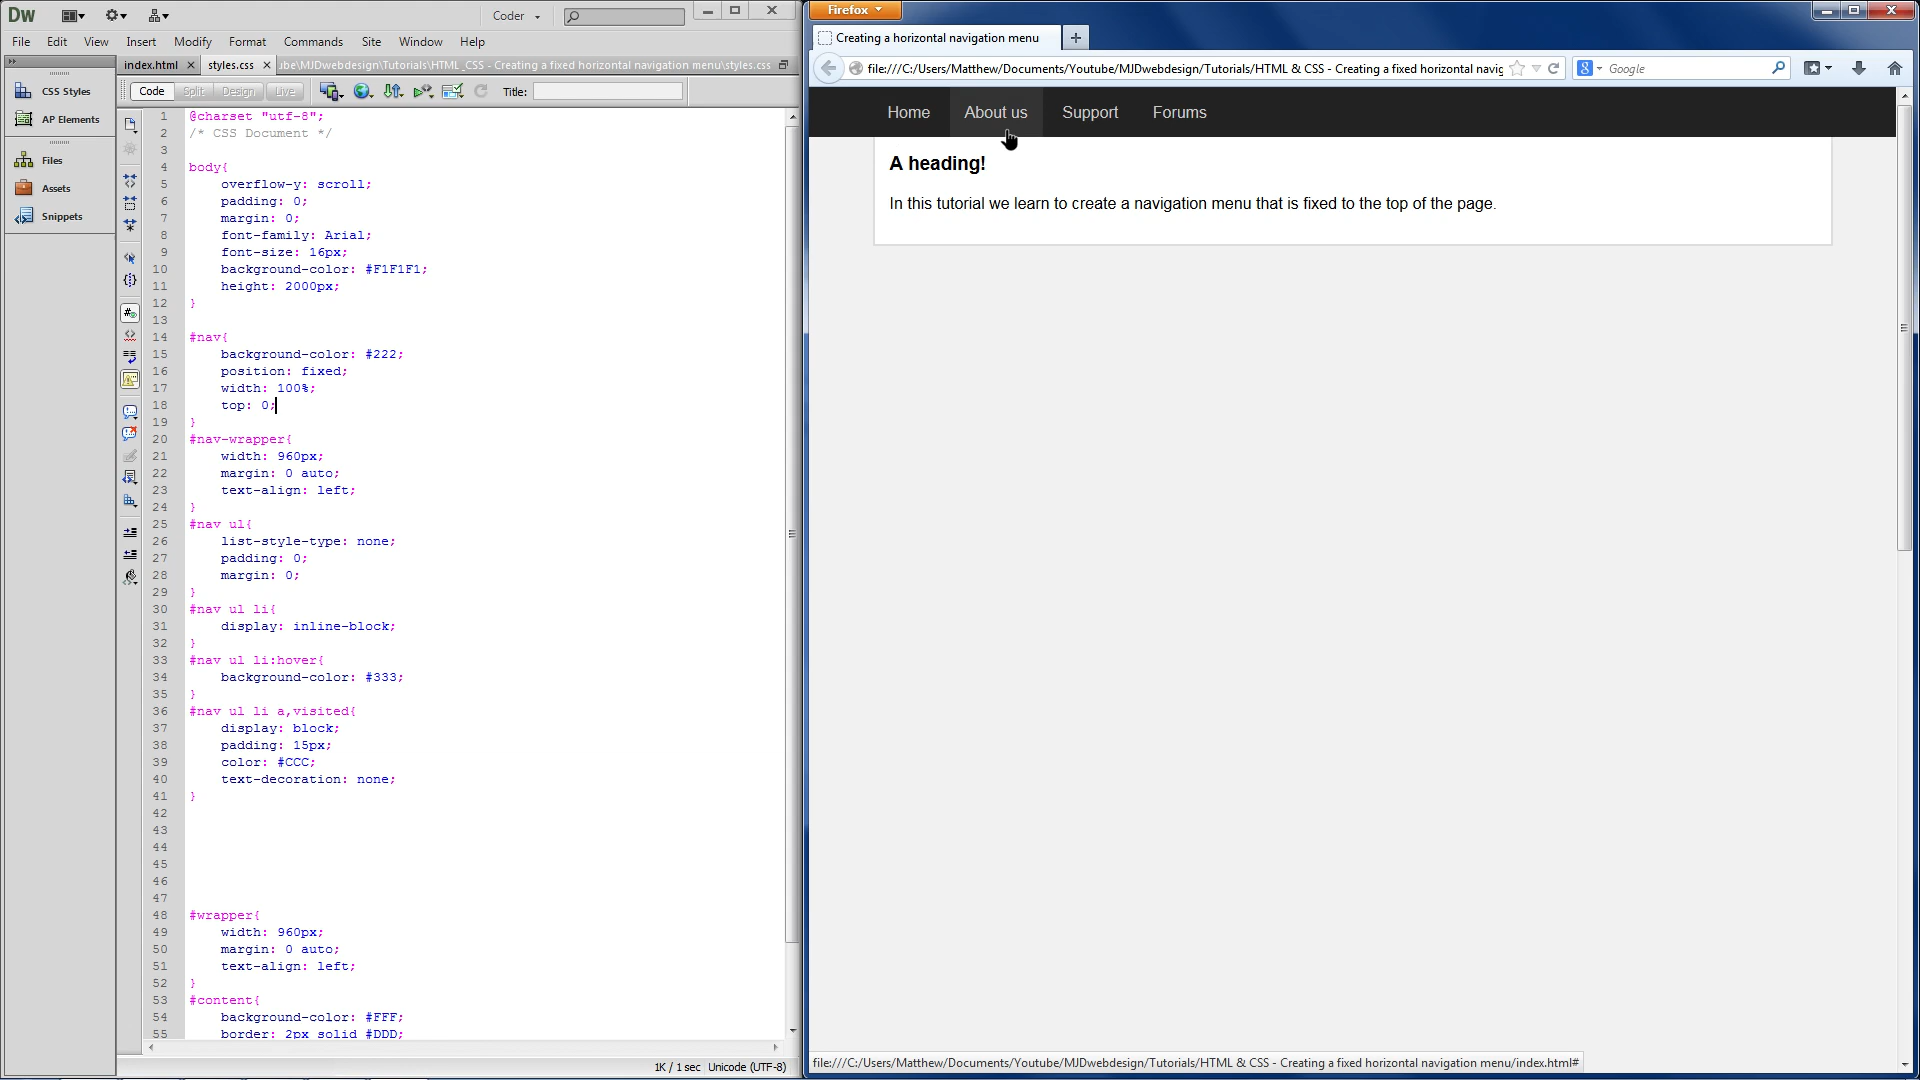 Dw
Coder
File Edit View Insert Modify Format Commands Site Window Help
index.html
styles.css
\MJDwebdesign\Tutorials\HTML_CSS - Creating a fixed horizontal navigation menu\styles.css
Code Split Design Live
Title:
CSS Styles
AP Elements
Files
Assets
Snippets
1 @charset "utf-8";
2 /* CSS Document */
3
4 body{
5 overflow-y: scroll;
6 padding: 0;
7 margin: 0;
8 font-family: Arial;
9 font-size: 16px;
10 background-color: #F1F1F1;
11 height: 2000px;
12 }
13
14 #nav{
15 background-color: #222;
16 position: fixed;
17 width: 100%;
18 top: 0;
19 }
20 #nav-wrapper{
21 width: 960px;
22 margin: 0 auto;
23 text-align: left;
24 }
25 #nav ul{
26 list-style-type: none;
27 padding: 0;
28 margin: 0;
29 }
30 #nav ul li{
31 display: inline-block;
32 }
33 #nav ul li:hover{
34 background-color: #333;
35 }
36 #nav ul li a,visited{
37 display: block;
38 padding: 15px;
39 color: #CCC;
40 text-decoration: none;
41 }
42
43
44
45
46
47
48 #wrapper{
49 width: 960px;
50 margin: 0 auto;
51 text-align: left;
52 }
53 #content{
54 background-color: #FFF;
55 border: 2px solid #DDD;
1K / 1 sec Unicode (UTF-8)
Firefox
Creating a horizontal navigation menu
file:///C:/Users/Matthew/Documents/Youtube/MJDwebdesign/Tutorials/HTML & CSS - Creating a fixed horizontal navig
Google
Home About us Support Forums
A heading!
In this tutorial we learn to create a navigation menu that is fixed to the top of the page.
file:///C:/Users/Matthew/Documents/Youtube/MJDwebdesign/Tutorials/HTML & CSS - Creating a fixed horizontal navigation menu/index.html#